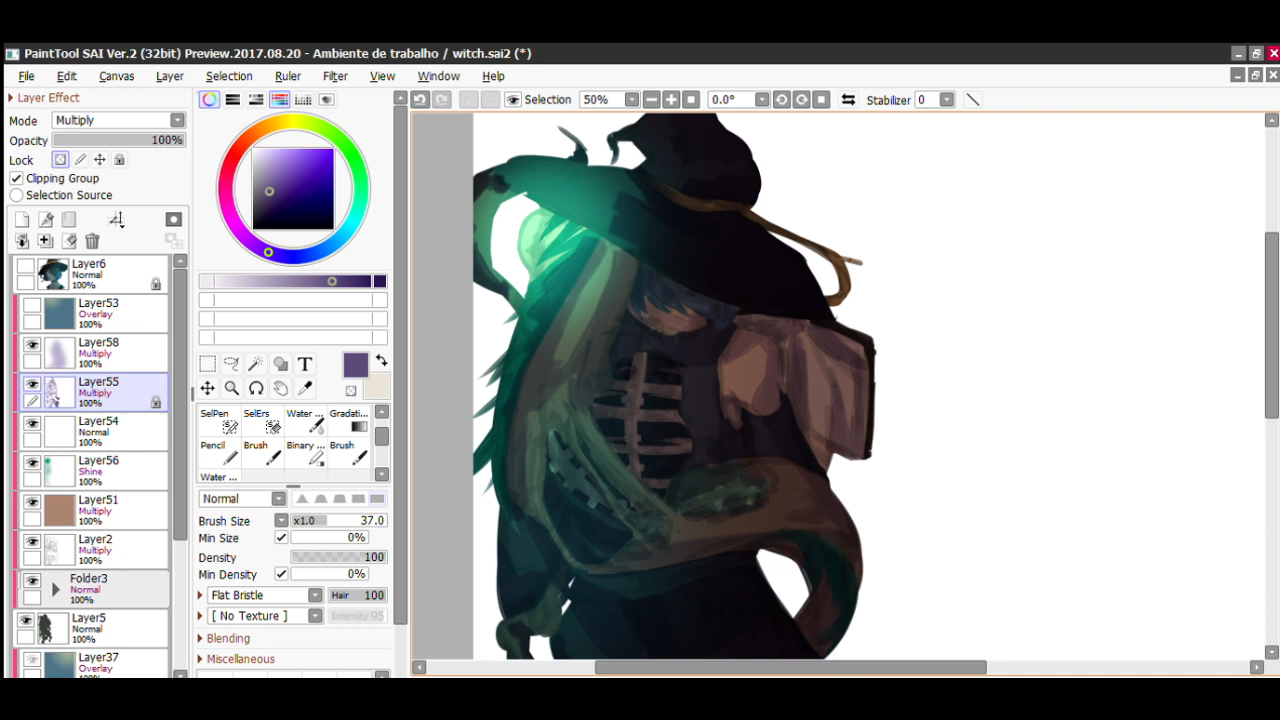 PaintTool SAI Ver.2 (32bit) Preview.2017.08.20 - Ambiente de trabalho / witch.sai2 (*)
File Edit Canvas Layer Selection Ruler Filter View Window Help
Layer Effect
Mode Multiply
Opacity 100%
Lock
Clipping Group
Selection Source
Layer6
Normal
100%
Layer53
Overlay
100%
Layer58
Multiply
100%
Layer55
Multiply
100%
Layer54
Normal
100%
Layer56
Shine
100%
Layer51
Multiply
100%
Layer2
Multiply
100%
Folder3
Normal
100%
Layer5
Normal
100%
Layer37
Overlay
100%
T
SelPen SelErs Water ... Gradati...
Pencil Brush Binary ... Brush
Water ...
Normal
Brush Size x1.0 37.0
Min Size 0%
Density 100
Min Density 0%
Flat Bristle Hair 100
[ No Texture ] Intensity 95
Blending
Miscellaneous
Selection 50% 0.0° Stabilizer 0